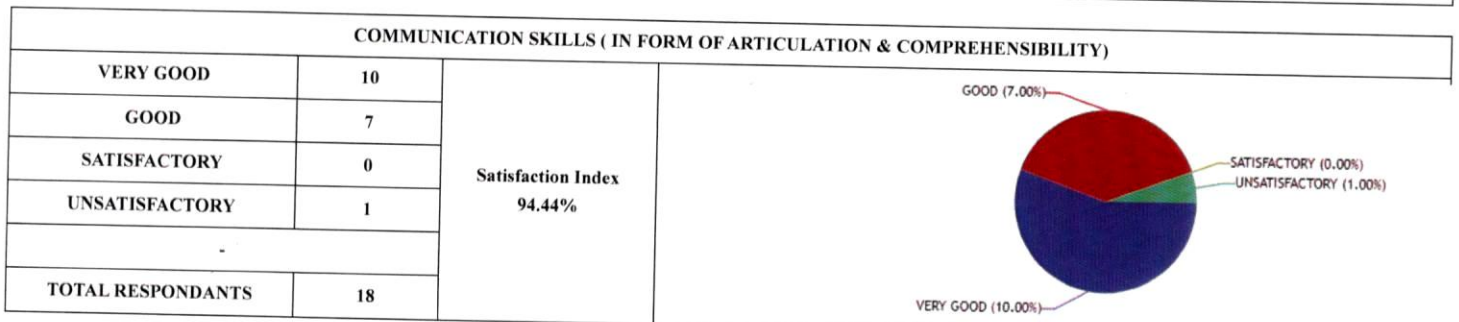 COMMUNICATION SKILLS ( IN FORM OF ARTICULATION & COMPREHENSIBILITY)
VERY GOOD 10
GOOD 7
SATISFACTORY 0
UNSATISFACTORY 1
-
TOTAL RESPONDANTS 18
Satisfaction Index
94.44%
GOOD (7.00%)
SATISFACTORY (0.00%)
UNSATISFACTORY (1.00%)
VERY GOOD (10.00%)